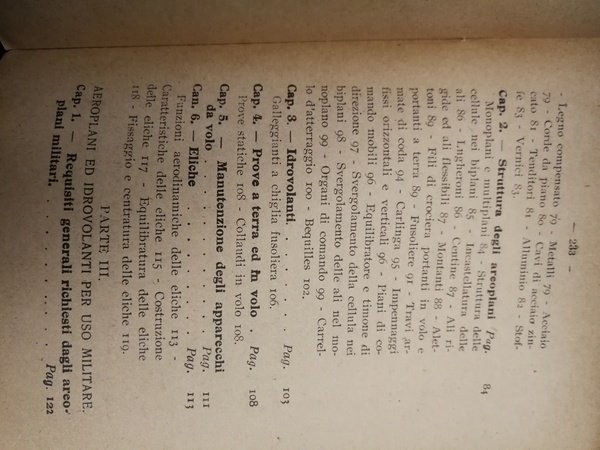 — 233 —
- Legno compensato 79 - Metalli 79 - Acciaio
79 - Corde da piano 80 - Cavi di acciaio zin-
cato 81 - Tenditori 81 - Alluminio 82 - Stof-
fe 83 - Vernici 83.
Cap. 2. — Struttura degli areoplani Pag. 84
Monoplani e multiplani 84 - Struttura delle
cellule nei biplani 85 - Incastellatura delle
ali 86 - Lagheroni 86 - Centine 87 - Ali ri-
gide ed ali flessibili 87 - Montanti 88 - Alet-
toni 89 - Fili di crociera portanti in volo e
portanti a terra 89 - Fusoliere 91 - Travi ar-
mate di coda 94 - Carlinga 95 - Impennaggi
fissi orizzontali e verticali 96 - Piani di co-
mando mobili 96 - Equilibratore e timone di
direzione 97 - Svergolamento della cellula nei
biplani 98 - Svergolamento delle ali nel mo-
noplano 99 - Organi di comando 99 - Carrel-
lo d'atterraggio 100 - Bequilles 102.
Cap. 3. — Idrovolanti. . . . . . Pag. 103
Galleggianti a chiglia fusoliera 106.
Cap. 4. — Prove a terra ed in volo Pag. 108
Prove statiche 108 - Collaudi in volo 108.
Cap. 5. — Manutenzione degli apparecchi
da volo . . . . . . . Pag. 111
Cap. 6. — Eliche . . . . . . Pag. 113
Funzioni aerodinamiche delle eliche 113 -
Caratteristiche delle eliche 115 - Costruzione
delle eliche 117 - Equilibratura delle eliche
118 - Fissaggio e centratura delle eliche 119.
PARTE III
AEROPLANI ED IDROVOLANTI PER USO MILITARE.
Cap. 1. — Requisiti generali richiesti dagli areo-
plani militari. . . . . . . Pag. 122